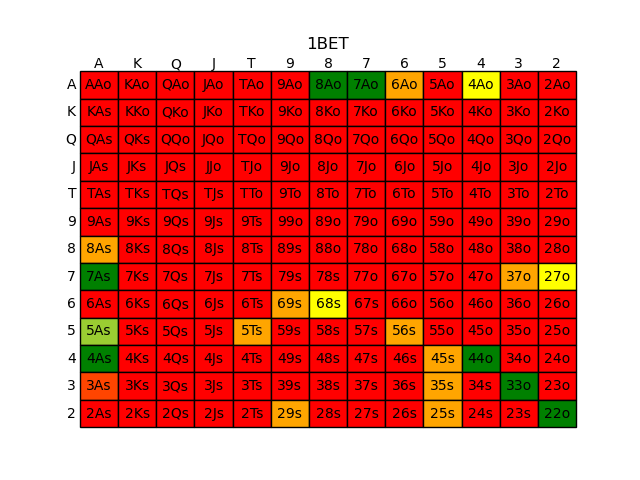 1BET
A K Q J T 9 8 7 6 5 4 3 2
A AAo KAo QAo JAo TAo 9Ao 8Ao 7Ao 6Ao 5Ao 4Ao 3Ao 2Ao
K KAs KKo QKo JKo TKo 9Ko 8Ko 7Ko 6Ko 5Ko 4Ko 3Ko 2Ko
Q QAs QKs QQo JQo TQo 9Qo 8Qo 7Qo 6Qo 5Qo 4Qo 3Qo 2Qo
J JAs JKs JQs JJo TJo 9Jo 8Jo 7Jo 6Jo 5Jo 4Jo 3Jo 2Jo
T TAs TKs TQs TJs TTo 9To 8To 7To 6To 5To 4To 3To 2To
9 9As 9Ks 9Qs 9Js 9Ts 99o 89o 79o 69o 59o 49o 39o 29o
8 8As 8Ks 8Qs 8Js 8Ts 89s 88o 78o 68o 58o 48o 38o 28o
7 7As 7Ks 7Qs 7Js 7Ts 79s 78s 77o 67o 57o 47o 37o 27o
6 6As 6Ks 6Qs 6Js 6Ts 69s 68s 67s 66o 56o 46o 36o 26o
5 5As 5Ks 5Qs 5Js 5Ts 59s 58s 57s 56s 55o 45o 35o 25o
4 4As 4Ks 4Qs 4Js 4Ts 49s 48s 47s 46s 45s 44o 34o 24o
3 3As 3Ks 3Qs 3Js 3Ts 39s 38s 37s 36s 35s 34s 33o 23o
2 2As 2Ks 2Qs 2Js 2Ts 29s 28s 27s 26s 25s 24s 23s 22o